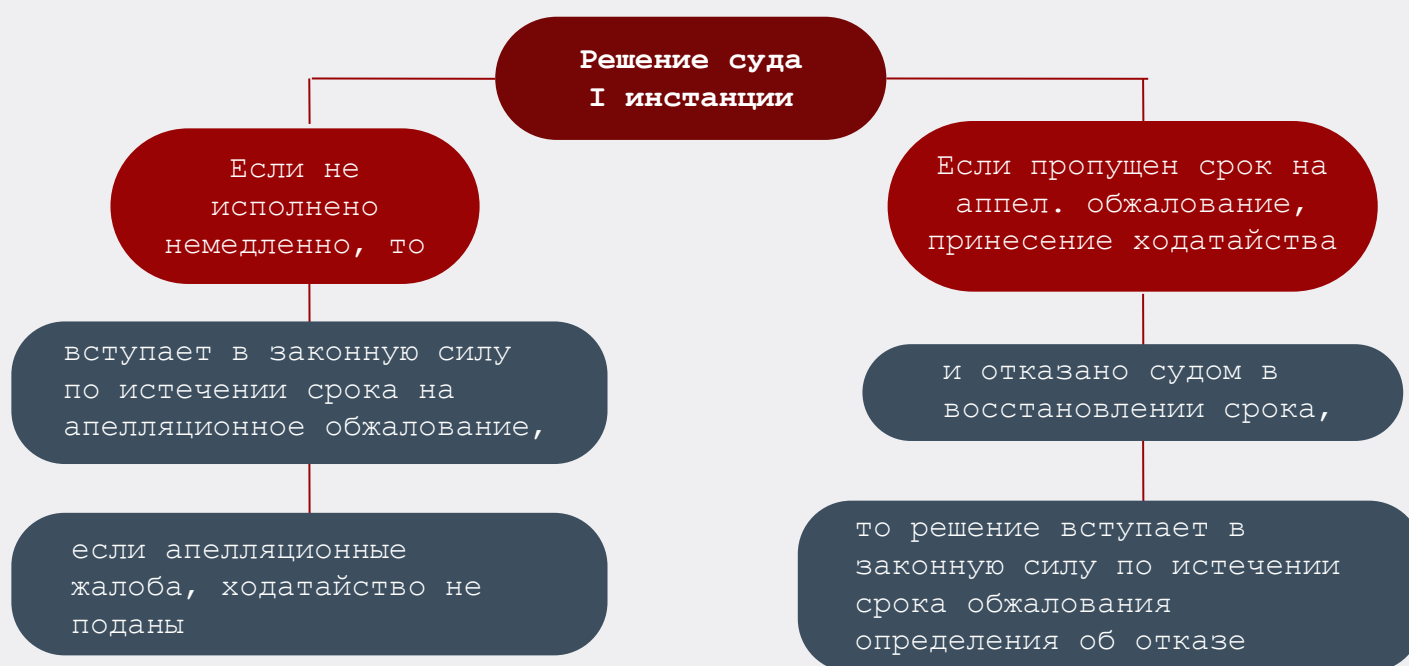 Решение суда
I инстанции
Если не
исполнено
немедленно, то
вступает в законную силу
по истечении срока на
апелляционное обжалование,
если апелляционные
жалоба, ходатайство не
поданы
Если пропущен срок на
аппел. обжалование,
принесение ходатайства
и отказано судом в
восстановлении срока,
то решение вступает в
законную силу по истечении
срока обжалования
определения об отказе